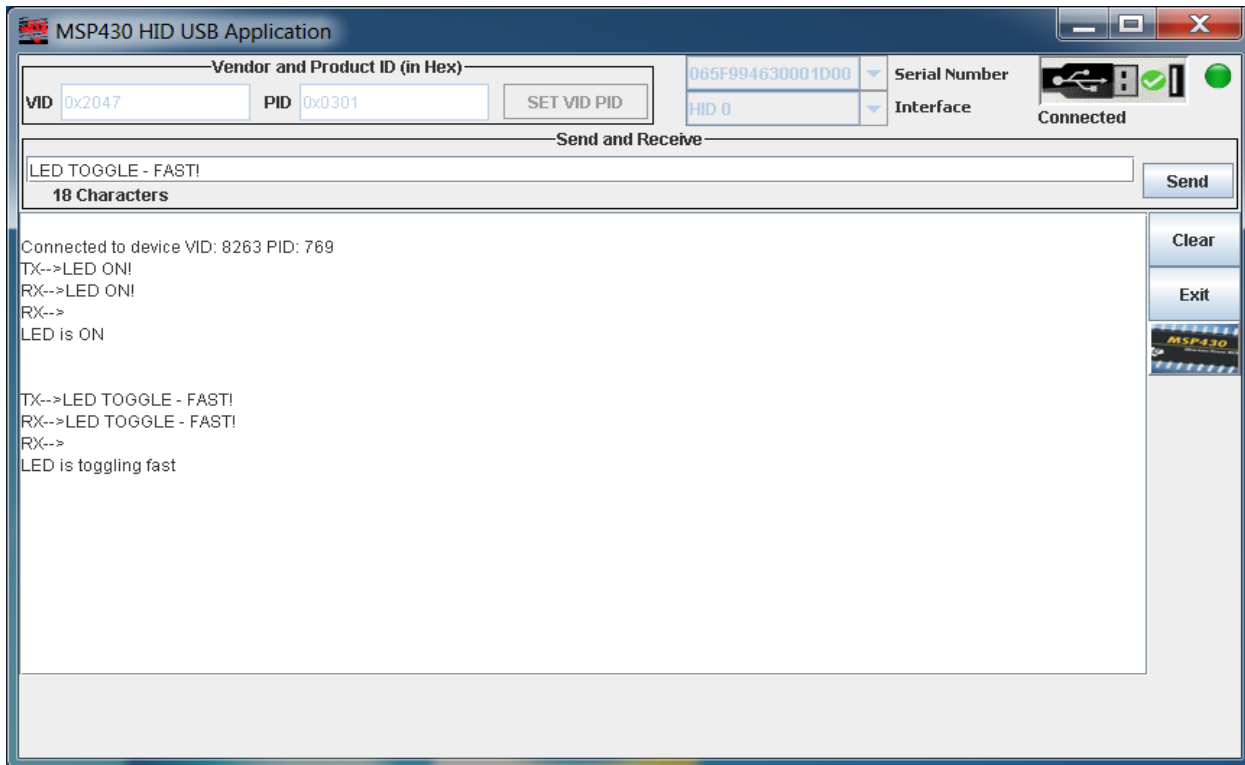 MSP430 HID USB Application
Vendor and Product ID (in Hex)
VID 0x2047 PID 0x0301 SET VID PID
065F994630001D00 Serial Number
HID 0 Interface
Connected
Send and Receive
LED TOGGLE - FAST!
Send
18 Characters
Connected to device VID: 8263 PID: 769
TX-->LED ON!
RX-->LED ON!
RX-->
LED is ON
TX-->LED TOGGLE - FAST!
RX-->LED TOGGLE - FAST!
RX-->
LED is toggling fast
Clear
Exit
MSP430